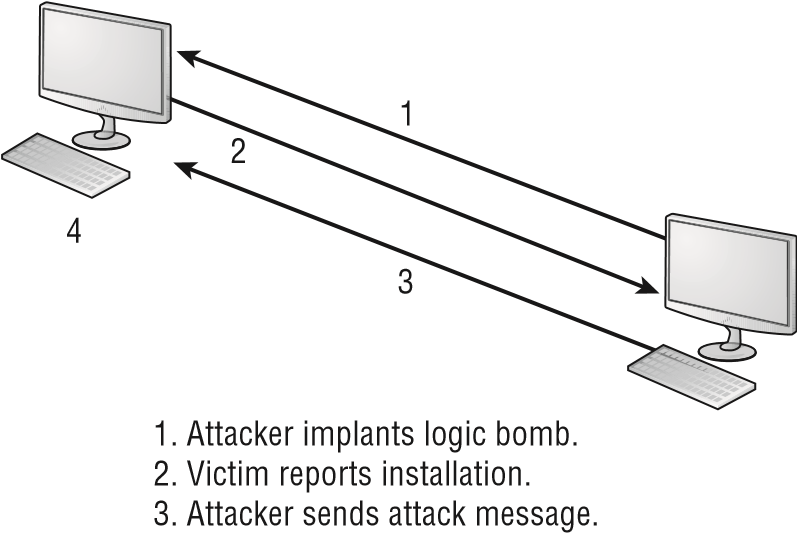 1
2
3
4
1. Attacker implants logic bomb.
2. Victim reports installation.
3. Attacker sends attack message.